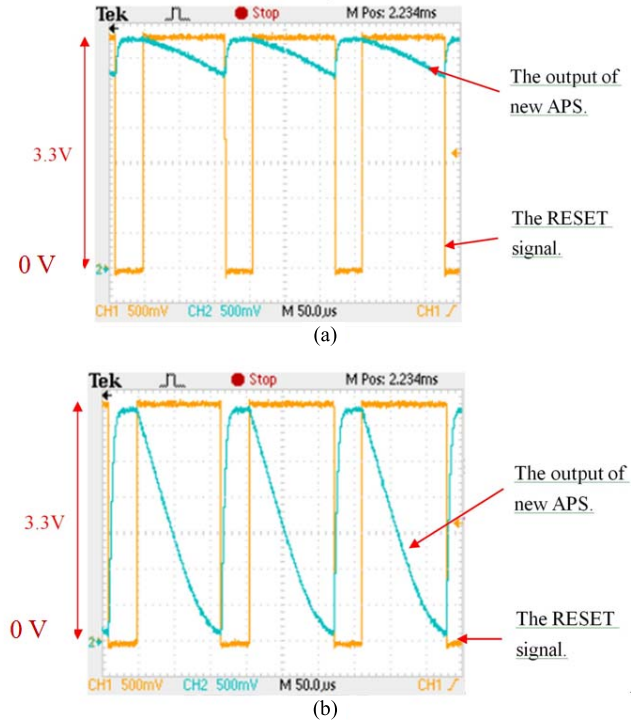 Tek
Stop
M Pos: 2.234ms
3.3V
0 V
2
The output of
new APS.
The RESET
signal.
CH1 500mV
CH2 500mV
M 50.0us
CH1
(a)
Tek
Stop
M Pos: 2.234ms
3.3V
0 V
2
The output of
new APS.
The RESET
signal.
CH1 500mV
CH2 500mV
M 50.0us
CH1
(b)